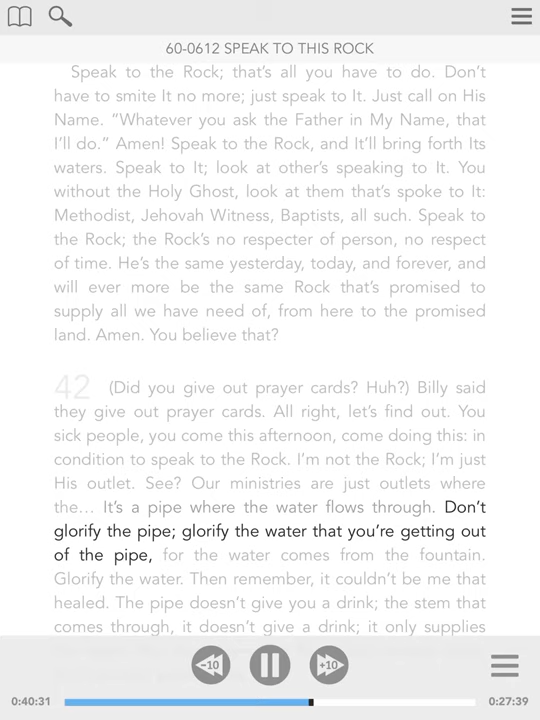 60-0612 SPEAK TO THIS ROCK
Speak to the Rock; that's all you have to do. Don't
have to smite It no more; just speak to It. Just call on His
Name. “Whatever you ask the Father in My Name, that
I'll do.” Amen! Speak to the Rock, and It'll bring forth Its
waters. Speak to It; look at other's speaking to It. You
without the Holy Ghost, look at them that's spoke to It:
Methodist, Jehovah Witness, Baptists, all such. Speak to
the Rock; the Rock's no respecter of person, no respect
of time. He's the same yesterday, today, and forever, and
will ever more be the same Rock that's promised to
supply all we have need of, from here to the promised
land. Amen. You believe that?
42 (Did you give out prayer cards? Huh?) Billy said
they give out prayer cards. All right, let's find out. You
sick people, you come this afternoon, come doing this: in
condition to speak to the Rock. I'm not the Rock; I'm just
His outlet. See? Our ministries are just outlets where
the... It's a pipe where the water flows through. Don't
glorify the pipe; glorify the water that you're getting out
of the pipe, for the water comes from the fountain.
Glorify the water. Then remember, it couldn't be me that
healed. The pipe doesn't give you a drink; the stem that
comes through, it doesn't give a drink; it only supplies
-10 +10
0:40:31 0:27:39